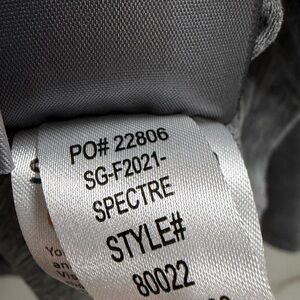 PO# 22806
SG-F2021-
SPECTRE
STYLE#
80022